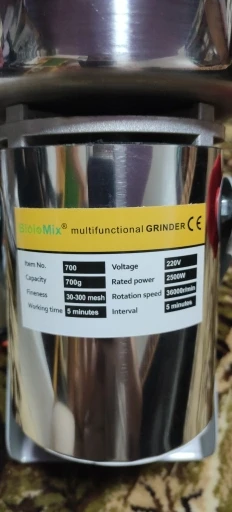 BioloMix® multifunctional GRINDER CE
Item No. 700 Voltage 220V
Capacity 700g Rated power 2500W
Fineness 30-300 mesh Rotation speed 36000r/min
Working time 5 minutes Interval 5 minutes